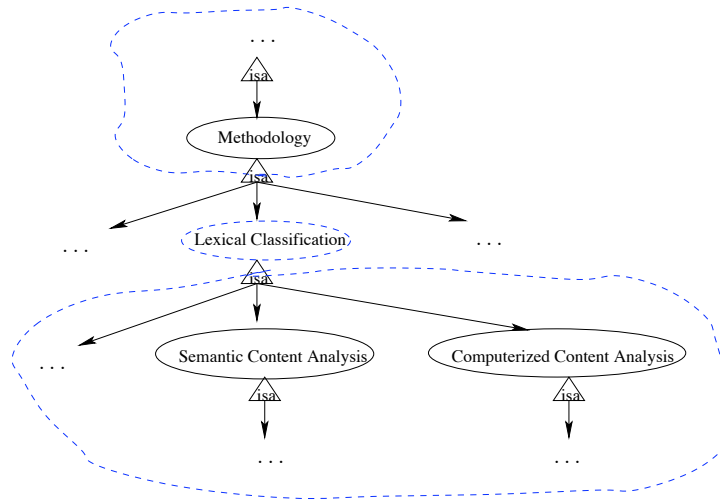 . . .
isa
Methodology
isa
. . .
Lexical Classification
. . .
isa
. . .
Semantic Content Analysis
Computerized Content Analysis
isa
isa
. . .
. . .